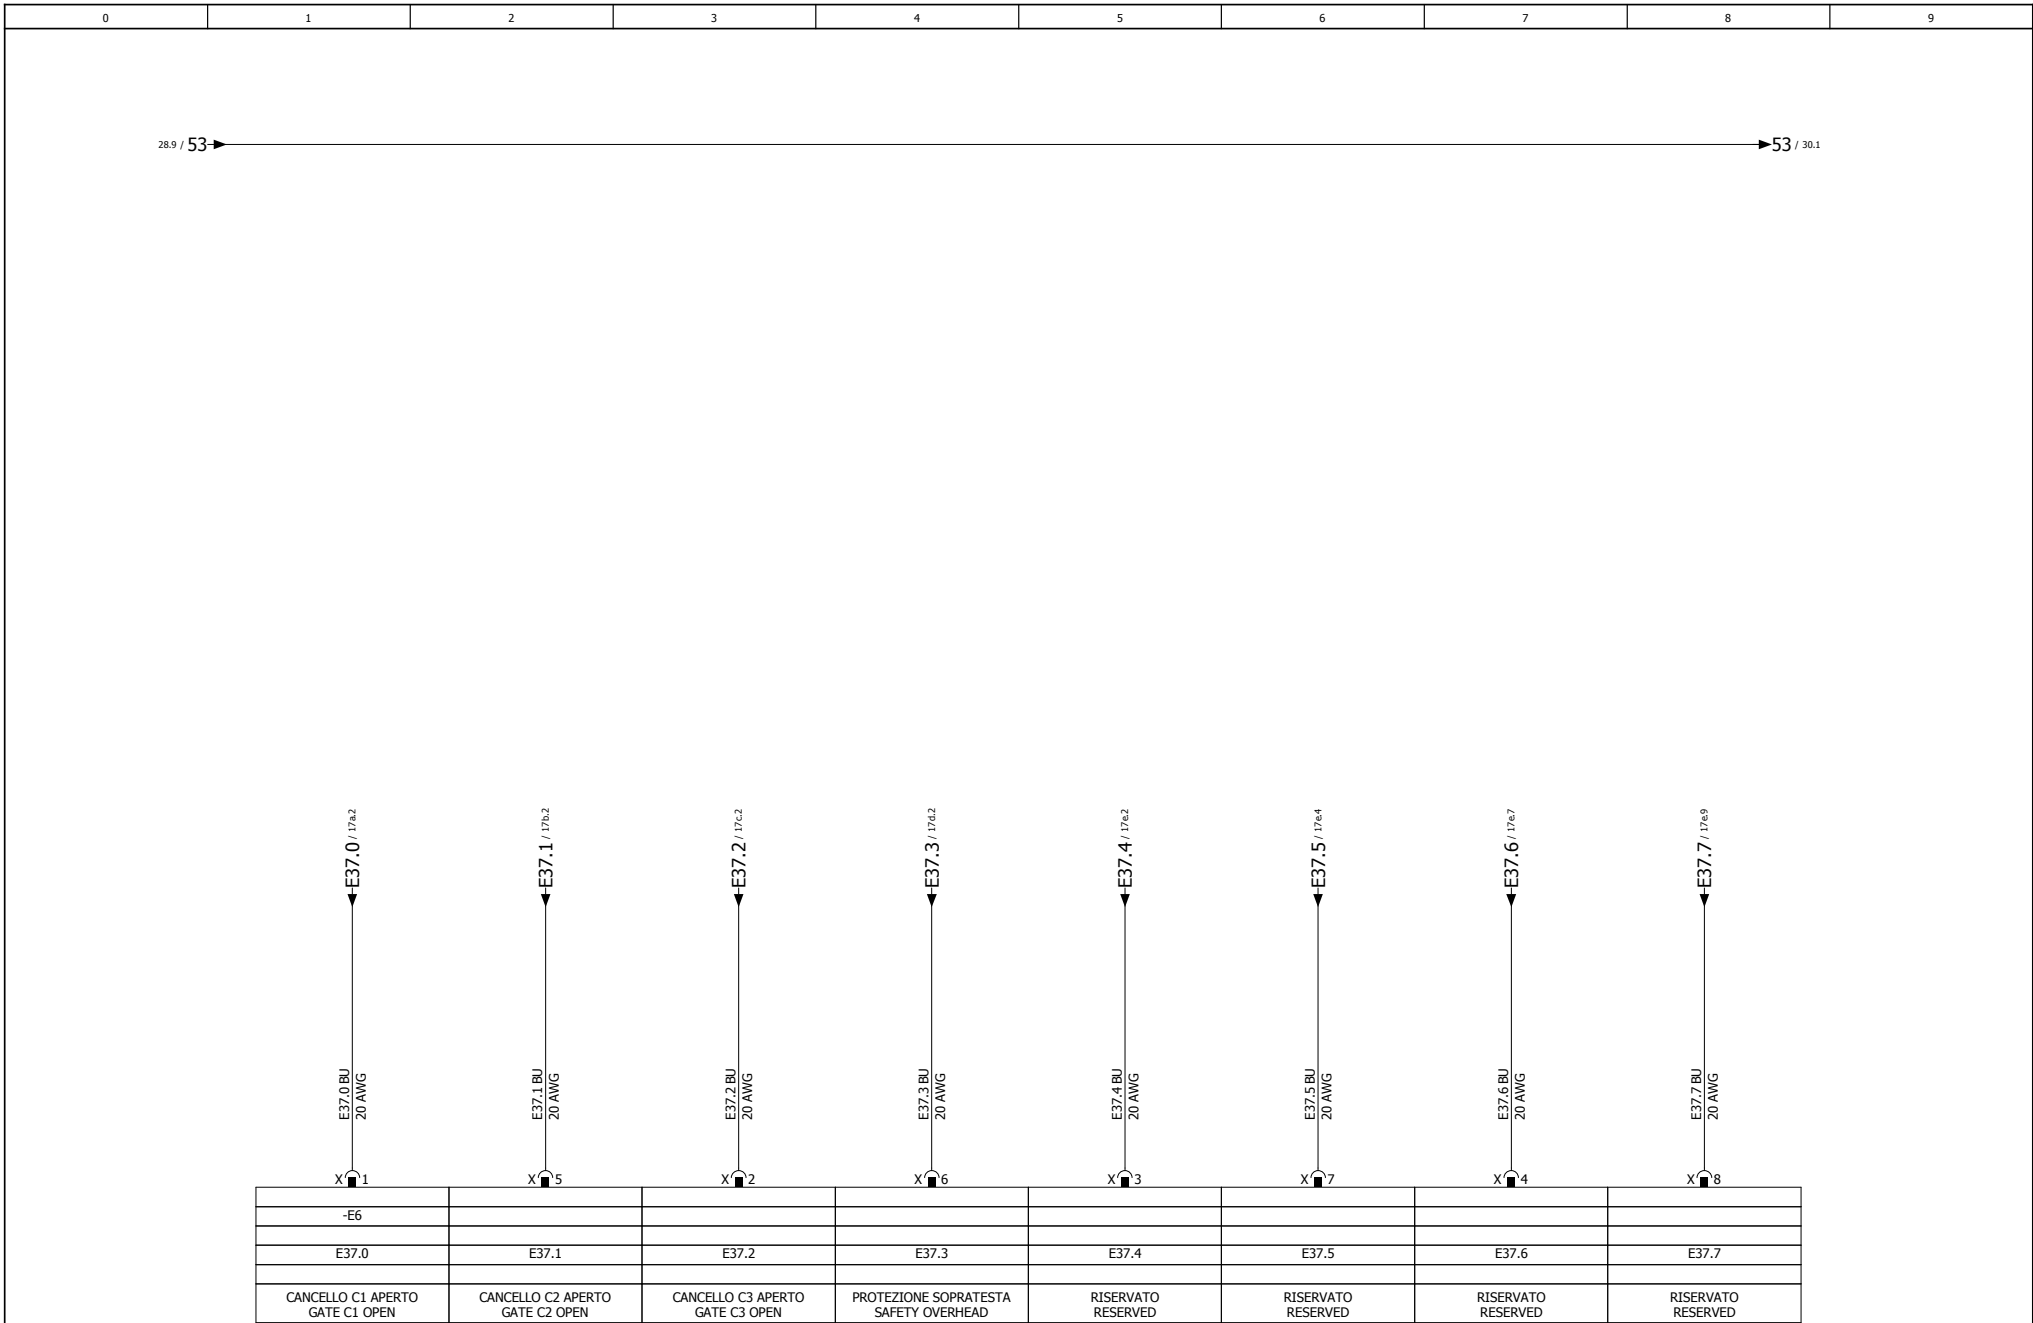 0 1 2 3 4 5 6 7 8 9
28.9 / 53 53 / 30.1
E37.0 / 17a.2
E37.1 / 17b.2
E37.2 / 17c.2
E37.3 / 17d.2
E37.4 / 17e.2
E37.5 / 17e.4
E37.6 / 17e.7
E37.7 / 17e.9
E37.0 BU
20 AWG
E37.1 BU
20 AWG
E37.2 BU
20 AWG
E37.3 BU
20 AWG
E37.4 BU
20 AWG
E37.5 BU
20 AWG
E37.6 BU
20 AWG
E37.7 BU
20 AWG
X 1 X 5 X 2 X 6 X 3 X 7 X 4 X 8
-E6
E37.0 E37.1 E37.2 E37.3 E37.4 E37.5 E37.6 E37.7
CANCELLO C1 APERTO
GATE C1 OPEN
CANCELLO C2 APERTO
GATE C2 OPEN
CANCELLO C3 APERTO
GATE C3 OPEN
PROTEZIONE SOPRATESTA
SAFETY OVERHEAD
RISERVATO
RESERVED
RISERVATO
RESERVED
RISERVATO
RESERVED
RISERVATO
RESERVED